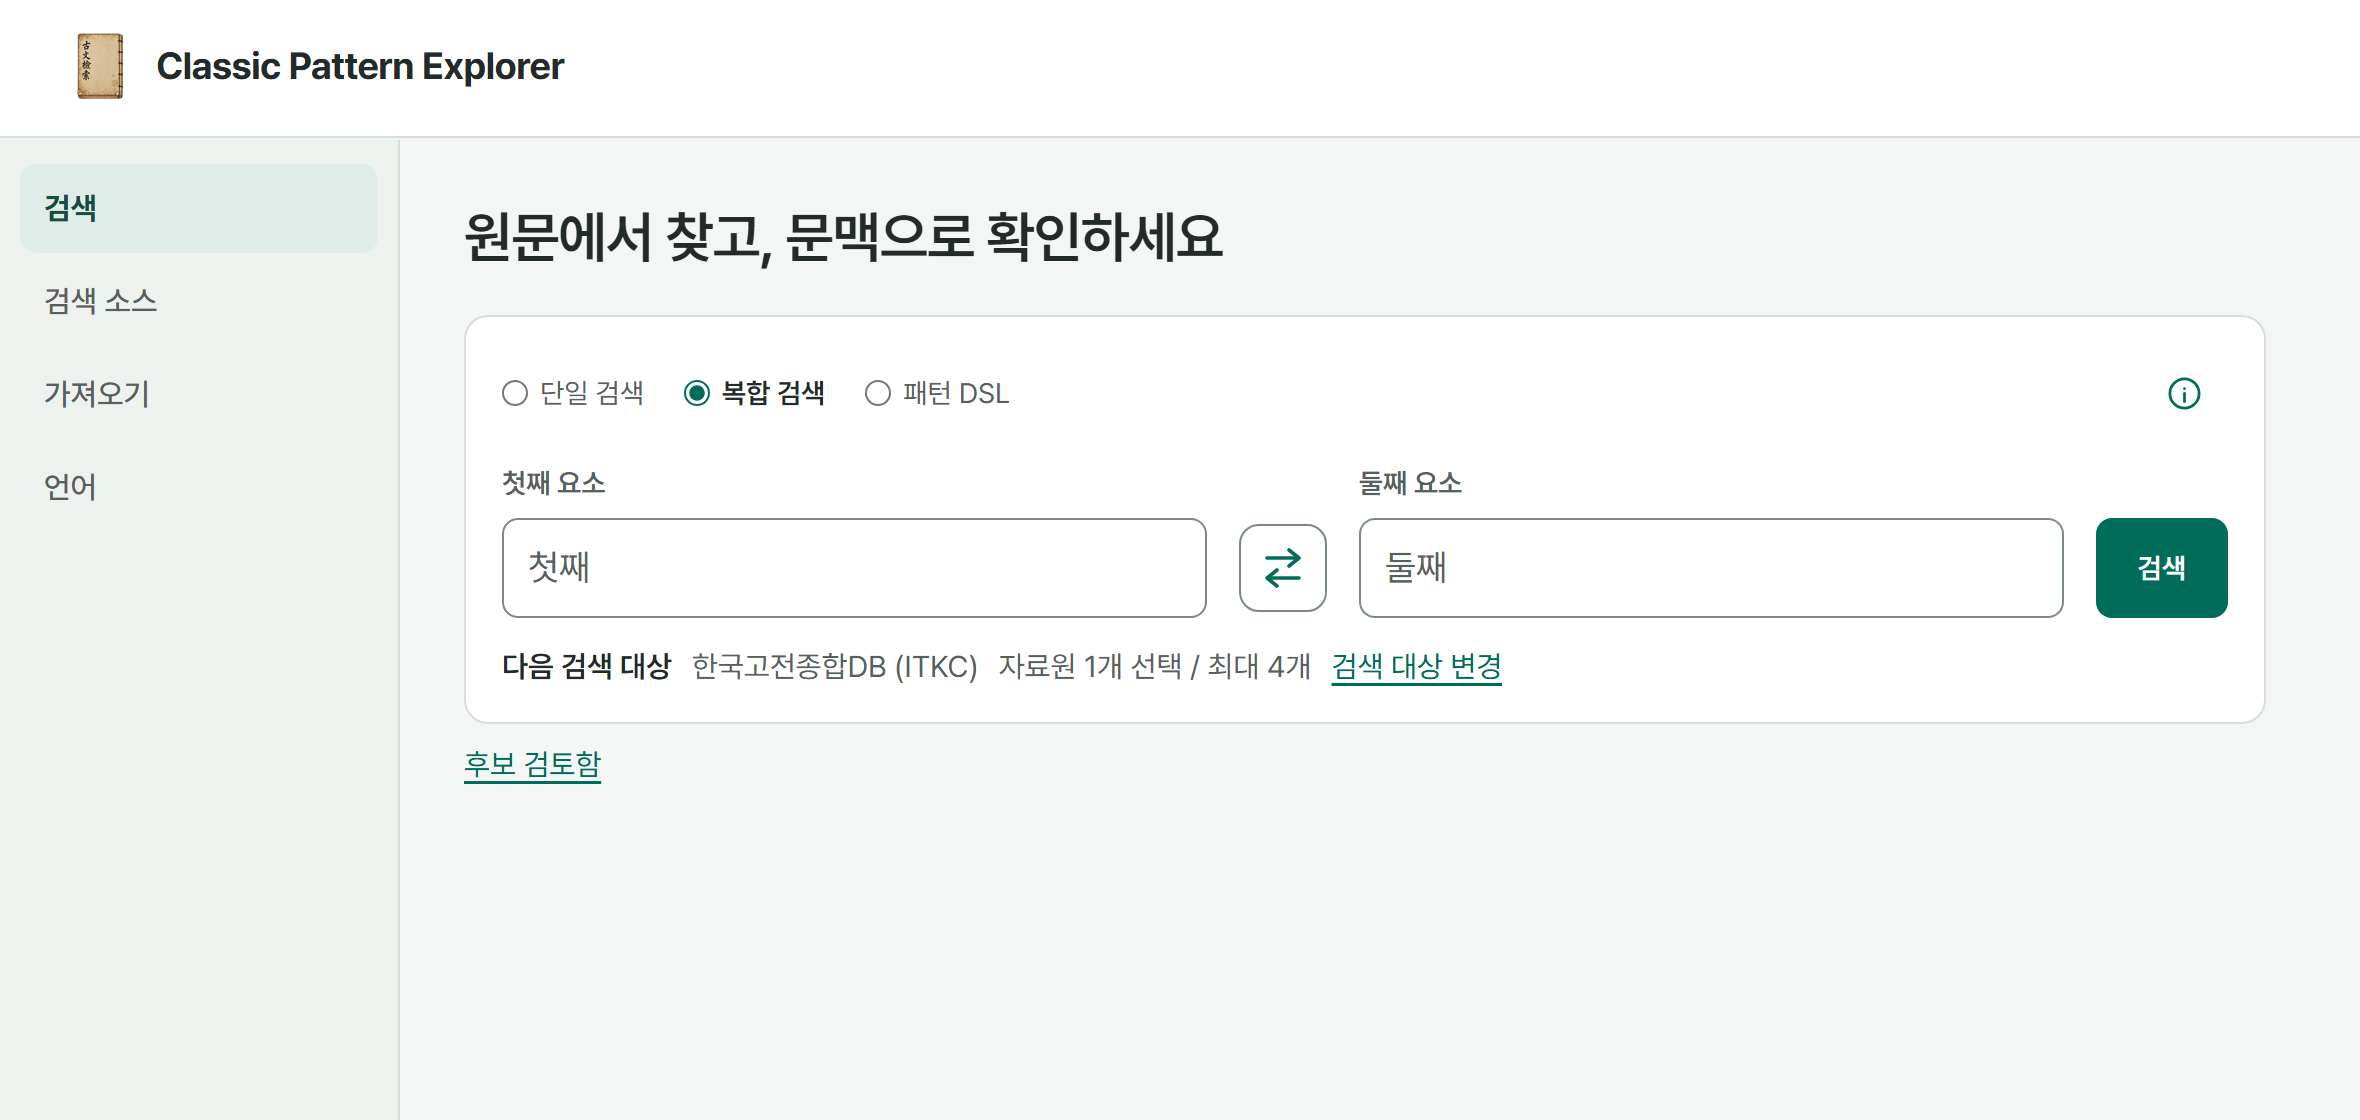 古文檢索
Classic Pattern Explorer
검색
검색 소스
가져오기
언어
원문에서 찾고, 문맥으로 확인하세요
단일 검색 복합 검색 패턴 DSL
첫째 요소 둘째 요소
첫째 둘째 검색
다음 검색 대상 한국고전종합DB (ITKC) 자료원 1개 선택 / 최대 4개 검색 대상 변경
후보 검토함